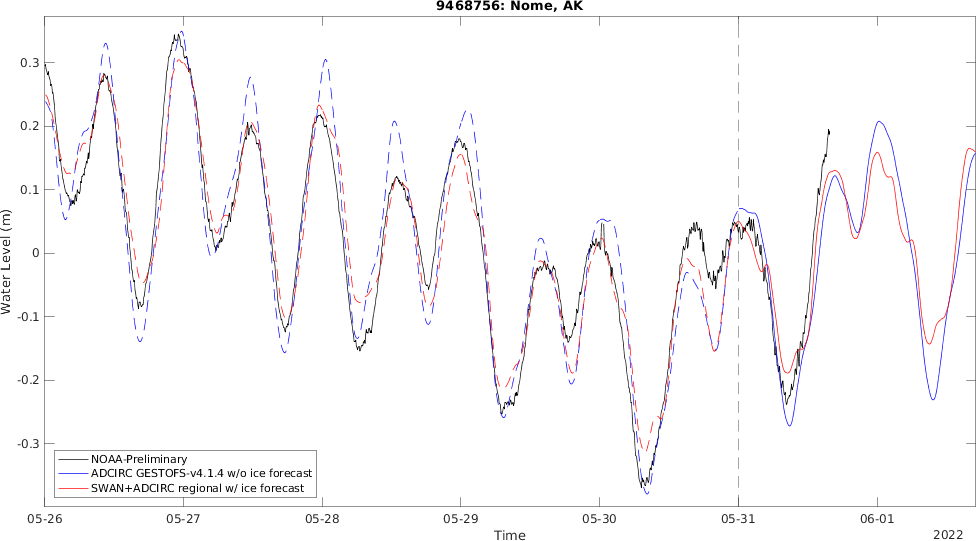 9468756: Nome, AK
Water Level (m)
0.3
0.2
0.1
0
-0.1
-0.2
-0.3
NOAA-Preliminary
ADCIRC GESTOFS-v4.1.4 w/o ice forecast
SWAN+ADCIRC regional w/ ice forecast
05-26 05-27 05-28 05-29 05-30 05-31 06-01
Time
2022